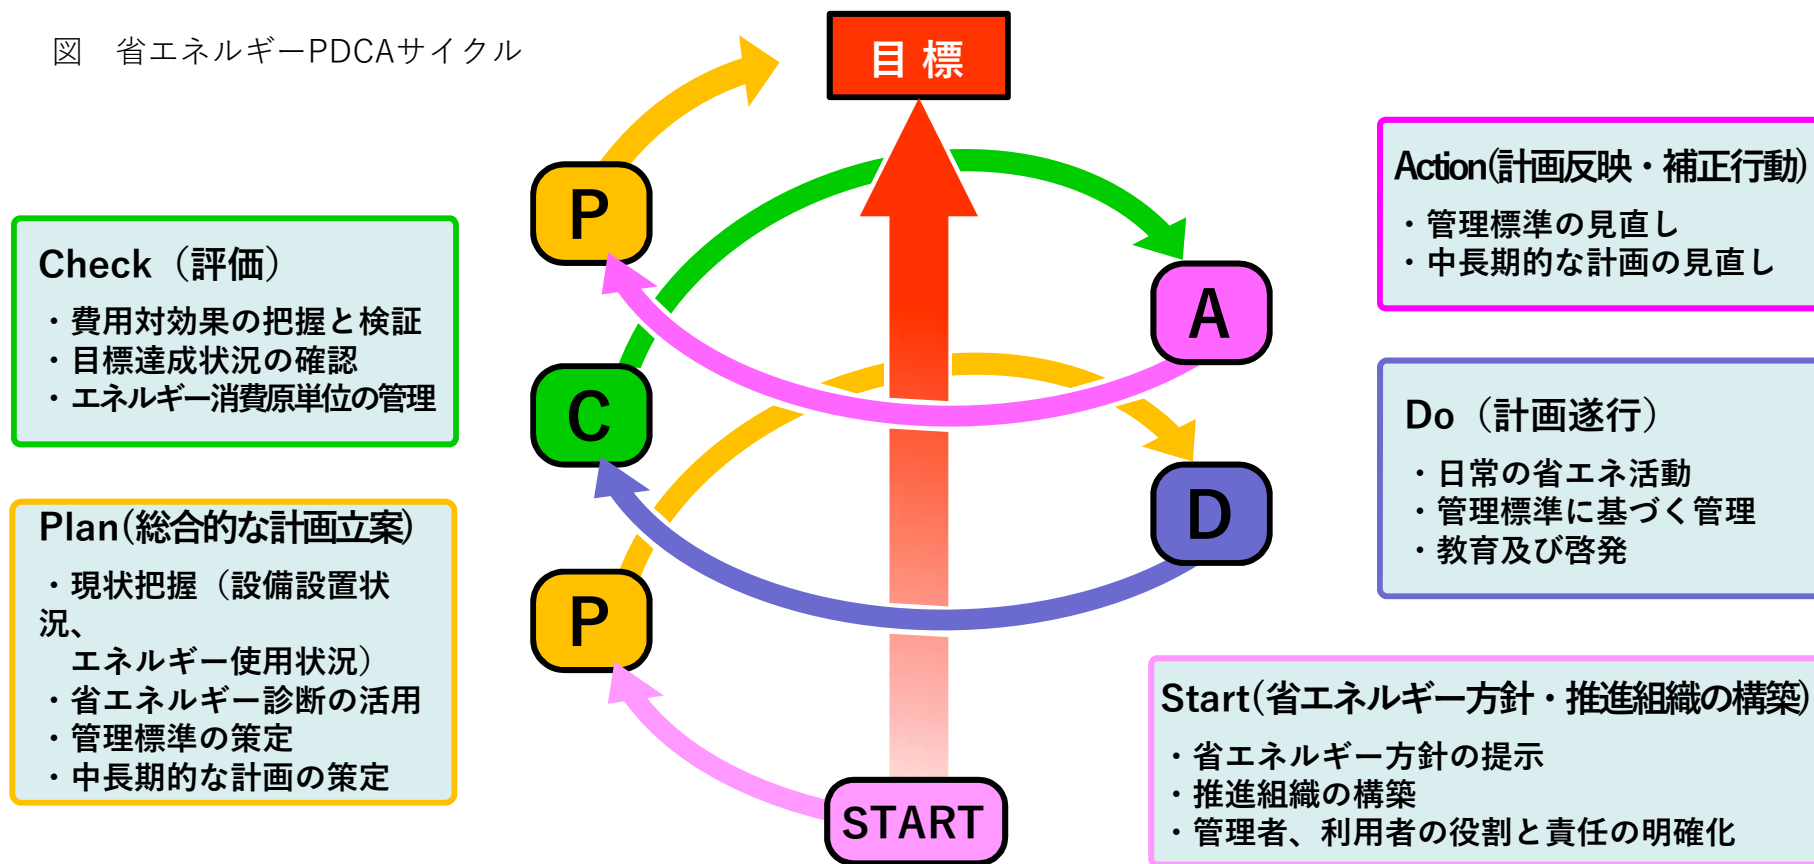 図　省エネルギーPDCAサイクル
目 標
P
A
C
D
P
START
Check（評価）
・費用対効果の把握と検証
・目標達成状況の確認
・エネルギー消費原単位の管理
Plan(総合的な計画立案)
・現状把握（設備設置状
況、
エネルギー使用状況）
・省エネルギー診断の活用
・管理標準の策定
・中長期的な計画の策定
Action(計画反映・補正行動)
・管理標準の見直し
・中長期的な計画の見直し
Do（計画遂行）
・日常の省エネ活動
・管理標準に基づく管理
・教育及び啓発
Start(省エネルギー方針・推進組織の構築)
・省エネルギー方針の提示
・推進組織の構築
・管理者、利用者の役割と責任の明確化